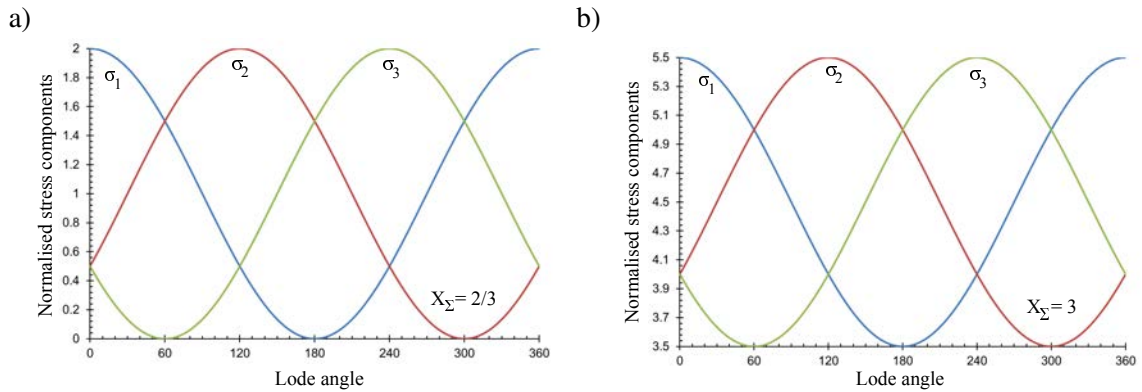 a)
Normalised stress components
2
1.8
1.6
1.4
1.2
1
0.8
0.6
0.4
0.2
0
σ1
σ2
σ3
XΣ= 2/3
0 60 120 180 240 300 360
Lode angle
b)
Normalised stress components
5.5
5.3
5.1
4.9
4.7
4.5
4.3
4.1
3.9
3.7
3.5
σ1
σ2
σ3
XΣ= 3
0 60 120 180 240 300 360
Lode angle